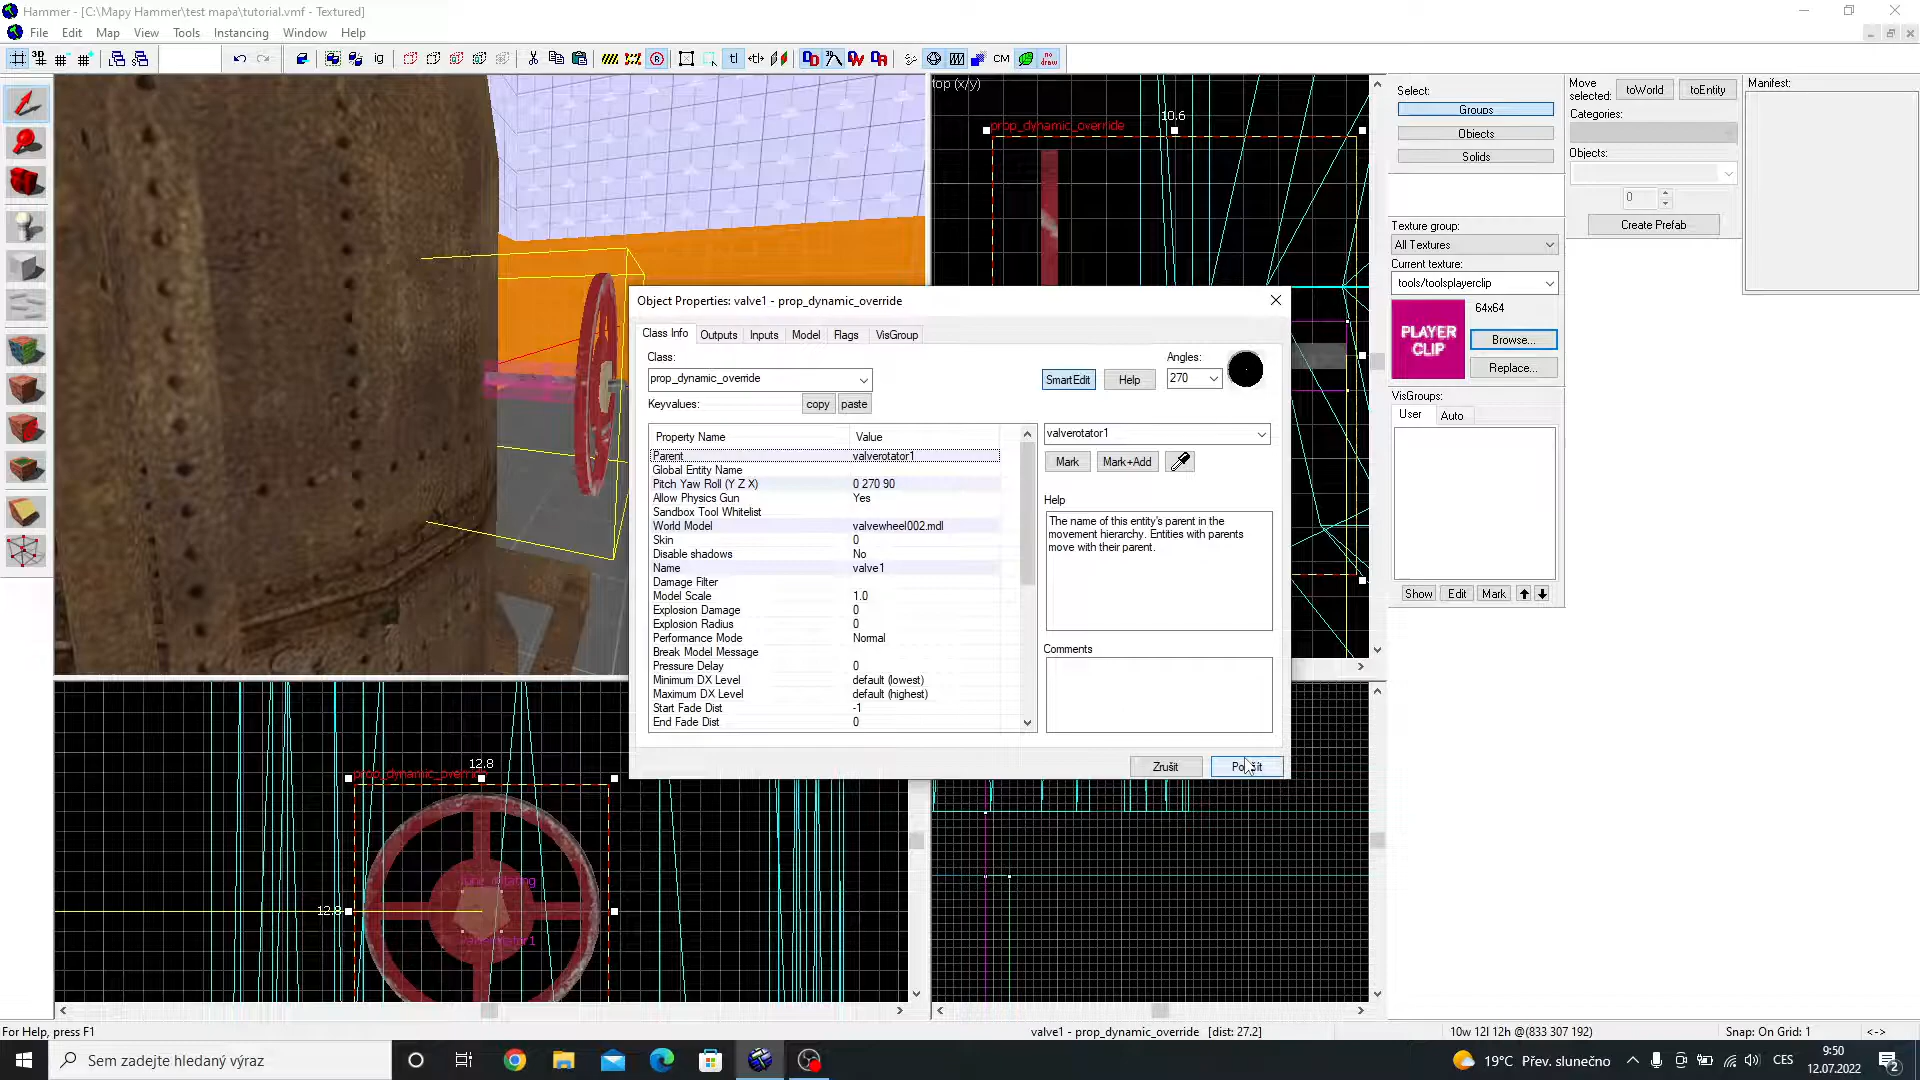 Hammer - [C:\Mapy Hammer\test mapa\tutorial.vmf - Textured]
File Edit Map View Tools Instancing Window Help
3D ig tl CM
top (x/y)
prop_dynamic_override
10.6
Select:
Groups
Objects
Solids
Move selected:
toWorld
toEntity
Categories:
Objects:
0
Create Prefab
Manifest:
Texture group:
All Textures
Current texture:
tools/toolsplayerclip
PLAYER
CLIP
64x64
Browse...
Replace...
VisGroups:
User
Auto
Show
Edit
Mark
Object Properties: valve1 - prop_dynamic_override
Class Info Outputs Inputs Model Flags VisGroup
Class:
prop_dynamic_override
Keyvalues:
copy
paste
SmartEdit
Help
Angles:
270
Property Name Value
Parent valverotator1
Global Entity Name
Pitch Yaw Roll (Y Z X) 0 270 90
Allow Physics Gun Yes
Sandbox Tool Whitelist
World Model valvewheel002.mdl
Skin 0
Disable shadows No
Name valve1
Damage Filter
Model Scale 1.0
Explosion Damage 0
Explosion Radius 0
Performance Mode Normal
Break Model Message
Pressure Delay 0
Minimum DX Level default (lowest)
Maximum DX Level default (highest)
Start Fade Dist -1
End Fade Dist 0
valverotator1
Mark
Mark+Add
Help
The name of this entity's parent in the
movement hierarchy. Entities with parents
move with their parent.
Comments
Zrušit
12.8
12.8
For Help, press F1
valve1 - prop_dynamic_override [dist: 27.2]
10w 12l 12h @(833 307 192)
Snap: On Grid: 1
<->
Sem zadejte hledaný výraz
19°C Přev. slunečno
CES
9:50
12.07.2022
2